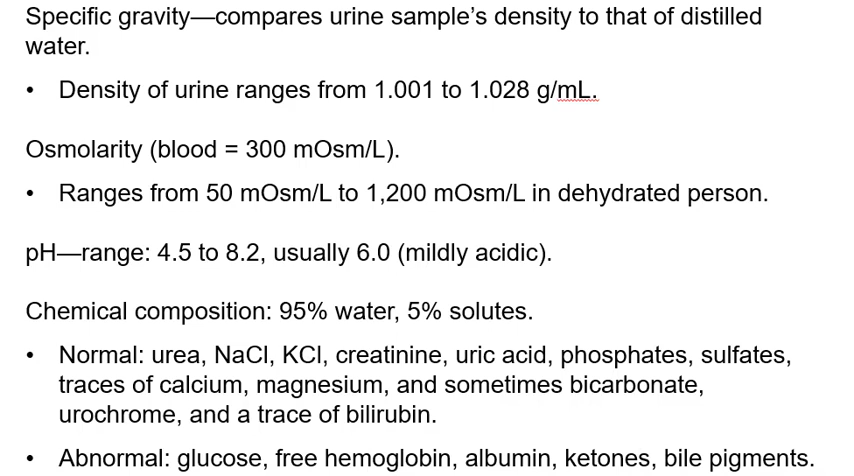 Specific gravity—compares urine sample’s density to that of distilled
water.
• Density of urine ranges from 1.001 to 1.028 g/mL.
Osmolarity (blood = 300 mOsm/L).
• Ranges from 50 mOsm/L to 1,200 mOsm/L in dehydrated person.
pH—range: 4.5 to 8.2, usually 6.0 (mildly acidic).
Chemical composition: 95% water, 5% solutes.
• Normal: urea, NaCl, KCl, creatinine, uric acid, phosphates, sulfates,
traces of calcium, magnesium, and sometimes bicarbonate,
urochrome, and a trace of bilirubin.
• Abnormal: glucose, free hemoglobin, albumin, ketones, bile pigments.